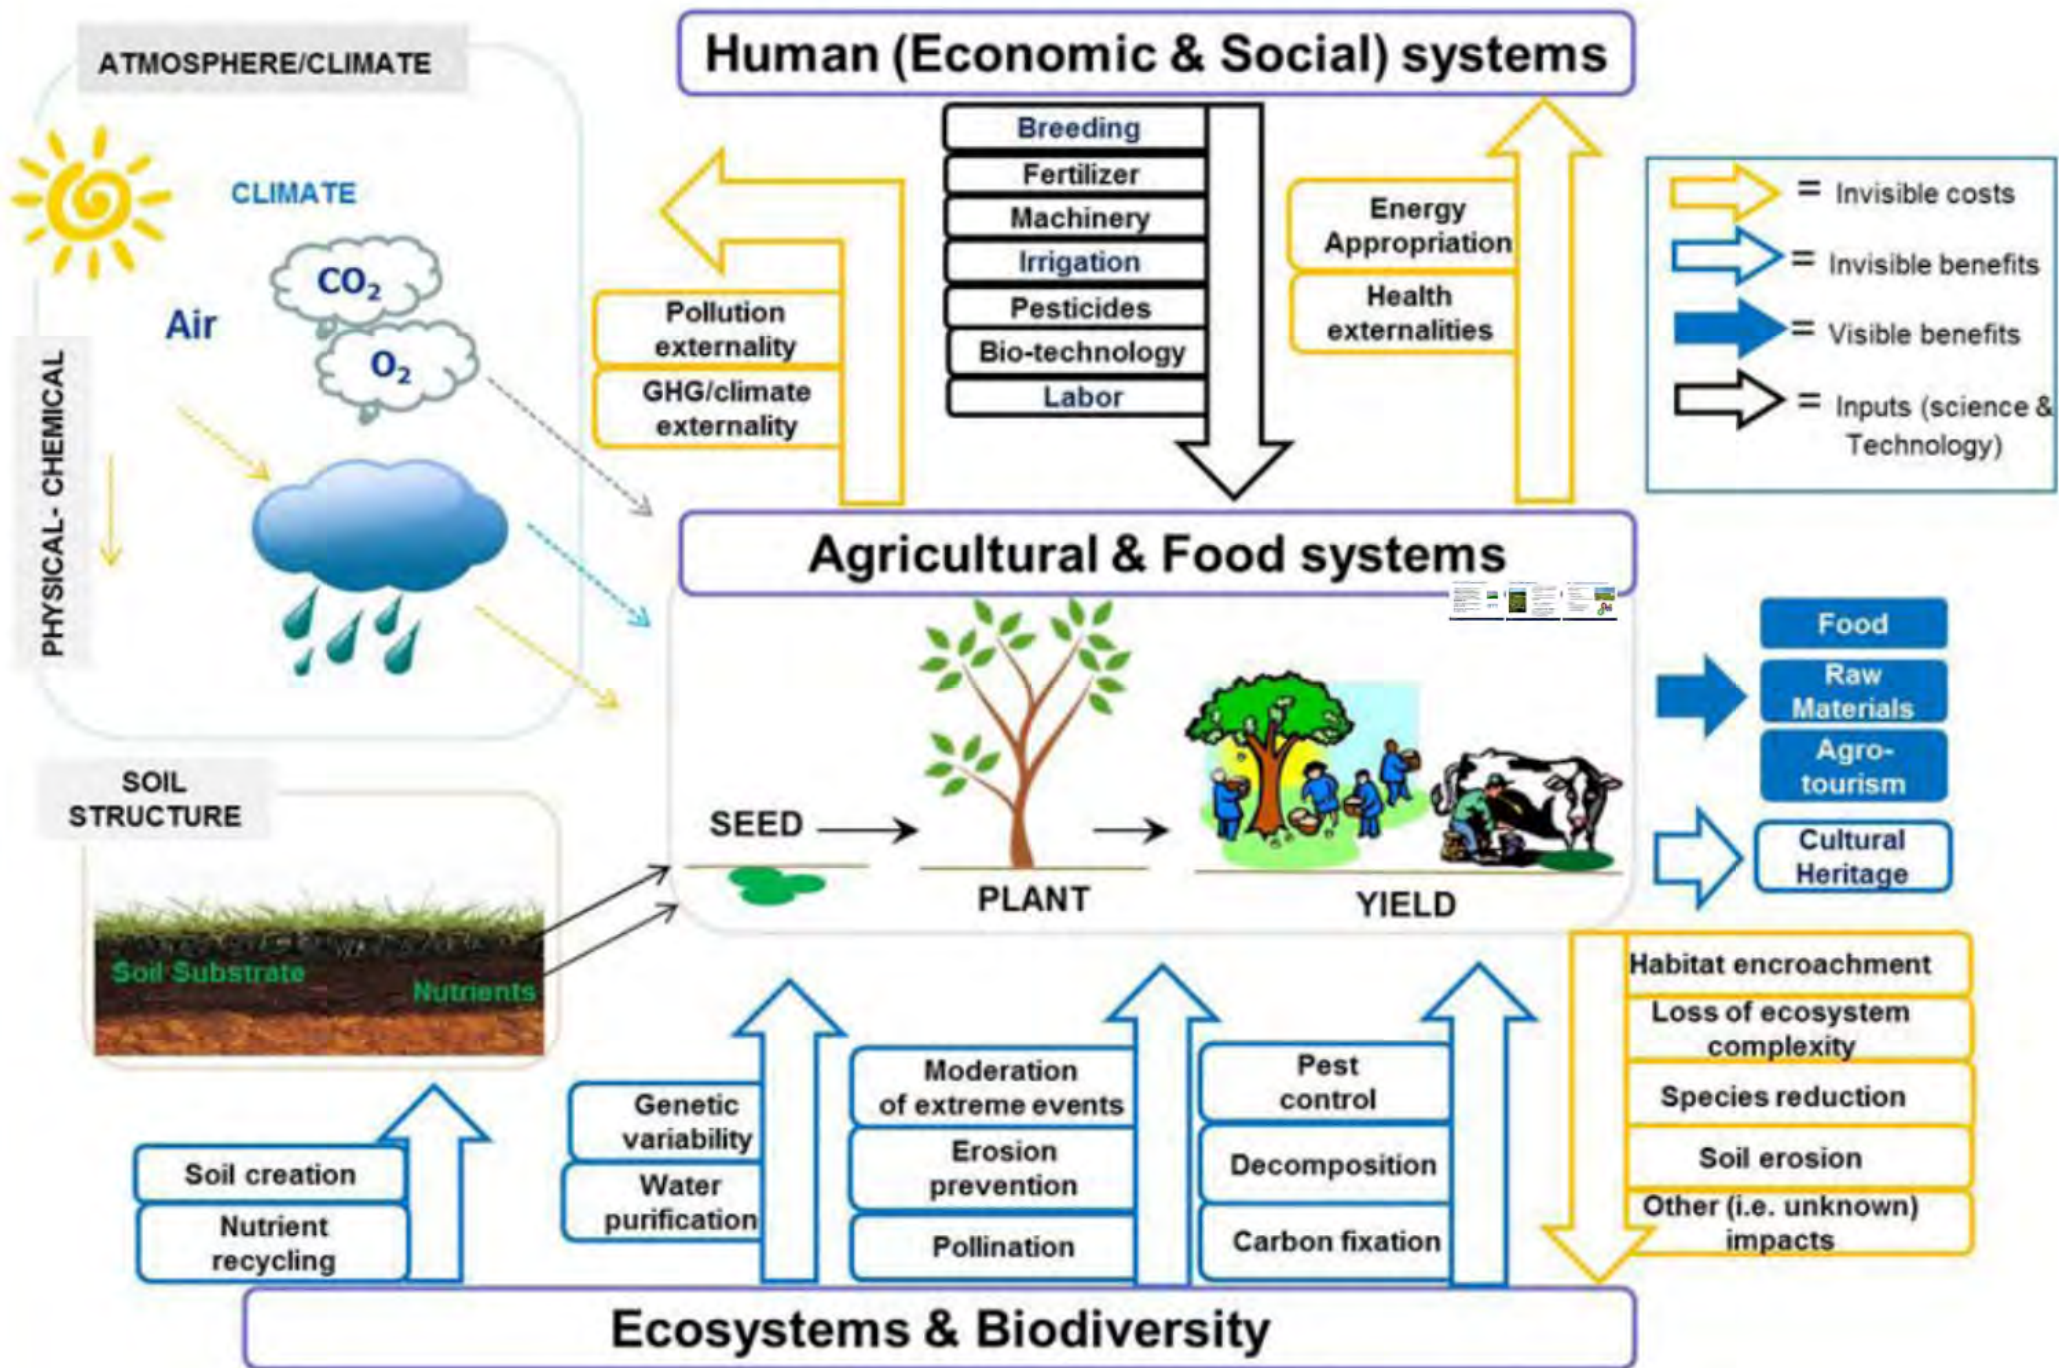 ATMOSPHERE/CLIMATE
CLIMATE
CO₂
Air
O₂
PHYSICAL- CHEMICAL
Human (Economic & Social) systems
Breeding
Fertilizer
Machinery
Irrigation
Pesticides
Bio-technology
Labor
Pollution
externality
GHG/climate
externality
Energy
Appropriation
Health
externalities
= Invisible costs
= Invisible benefits
= Visible benefits
= Inputs (science &
Technology)
Agricultural & Food systems
SEED
PLANT
YIELD
Food
Raw
Materials
Agro-
tourism
Cultural
Heritage
SOIL
STRUCTURE
Soil Substrate
Nutrients
Soil creation
Nutrient
recycling
Genetic
variability
Water
purification
Moderation
of extreme events
Erosion
prevention
Pollination
Pest
control
Decomposition
Carbon fixation
Habitat encroachment
Loss of ecosystem
complexity
Species reduction
Soil erosion
Other (i.e. unknown)
impacts
Ecosystems & Biodiversity